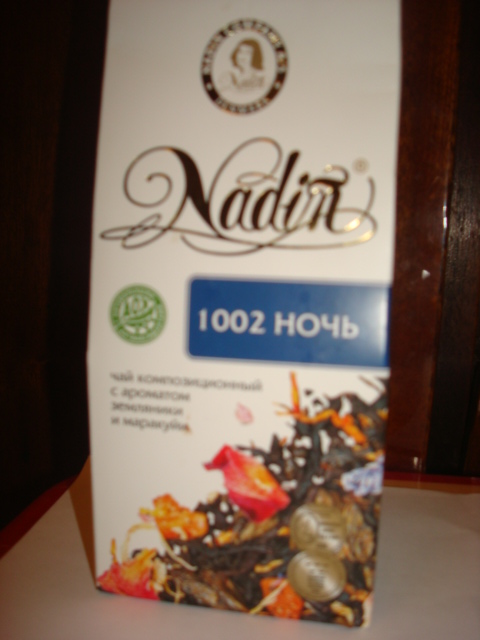 Nadin®
1002 НОЧЬ
чай композиционный
с ароматом
земляники
и маракуйи